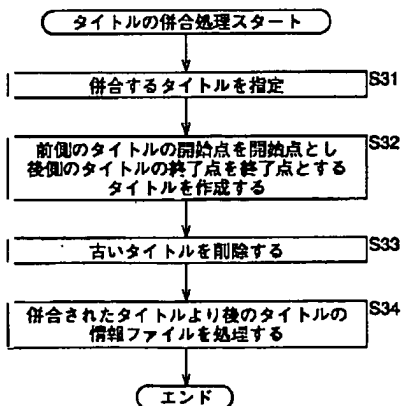 タイトルの併合処理スタート
併合するタイトルを指定
S31
前側のタイトルの開始点を開始点とし
後側のタイトルの終了点を終了点とする
タイトルを作成する
S32
古いタイトルを削除する
S33
併合されたタイトルより後のタイトルの
情報ファイルを処理する
S34
エンド